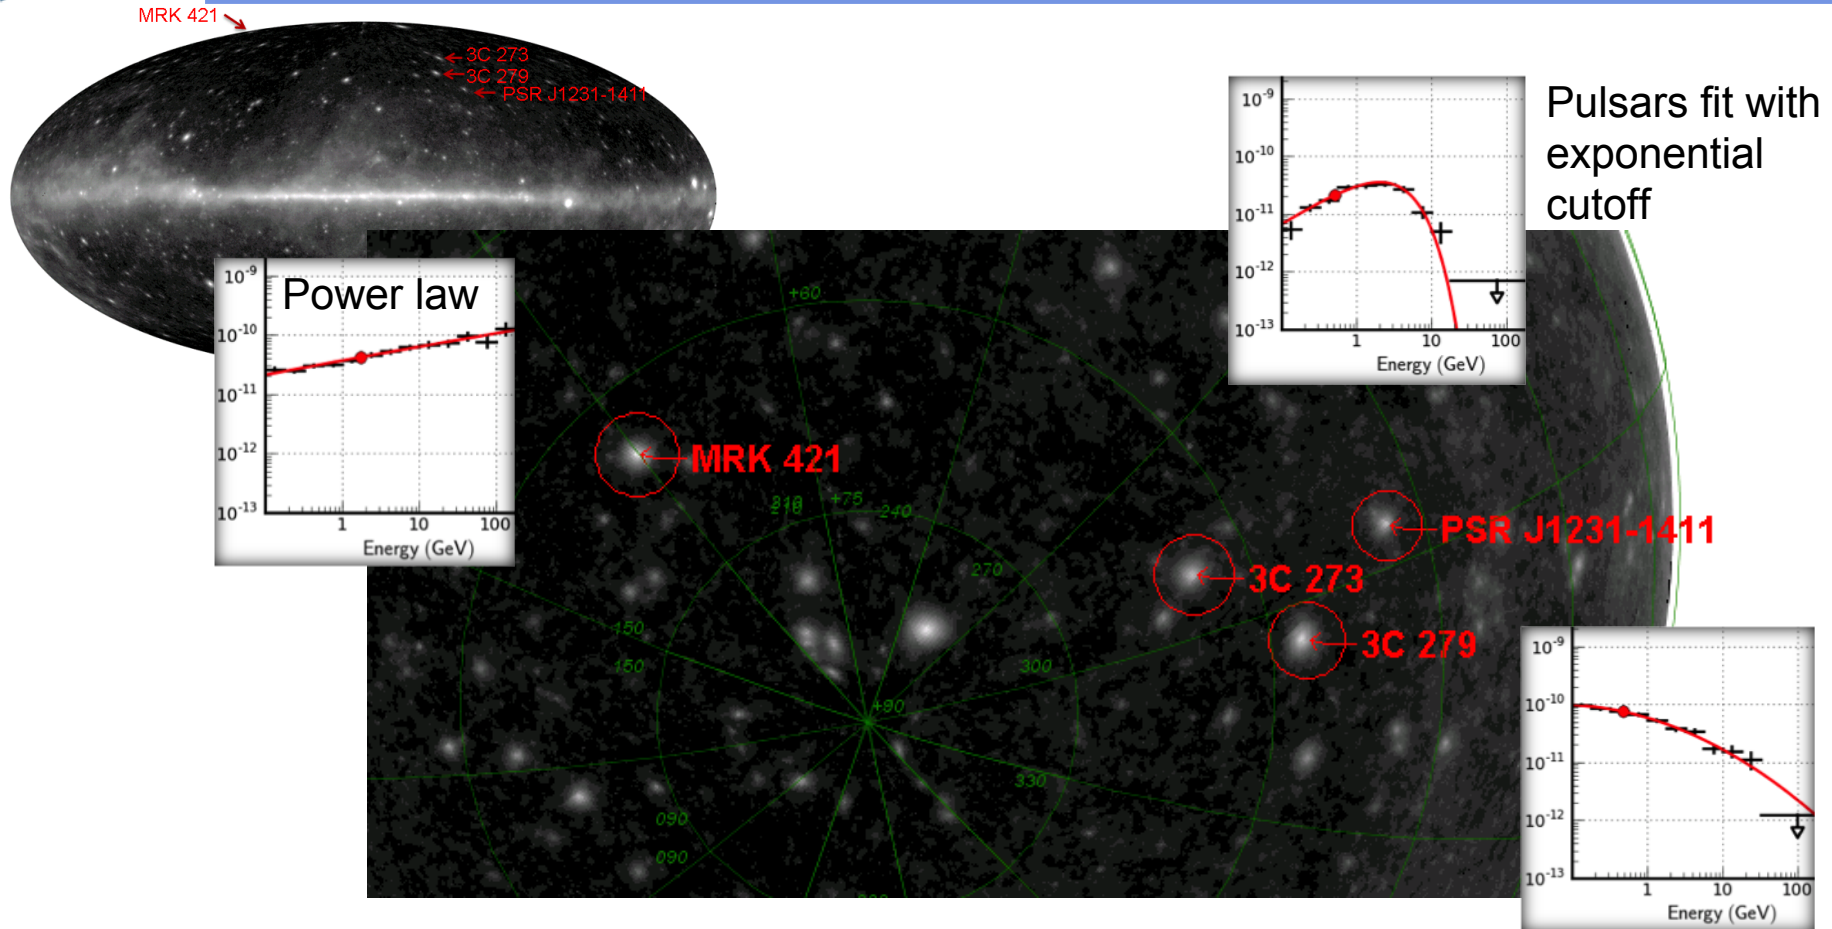 MRK 421
3C 273
3C 279
PSR J1231-1411
Pulsars fit with
exponential
cutoff
10⁻⁹
10⁻¹⁰
10⁻¹¹
10⁻¹²
10⁻¹³
1 10 100
Energy (GeV)
Power law
10⁻⁹
10⁻¹⁰
10⁻¹¹
10⁻¹²
10⁻¹³
1 10 100
Energy (GeV)
+60
MRK 421
+75
240
210
270
PSR J1231-1411
3C 273
3C 279
150
150
300
+90
330
090
090
10⁻⁹
10⁻¹⁰
10⁻¹¹
10⁻¹²
10⁻¹³
1 10 100
Energy (GeV)